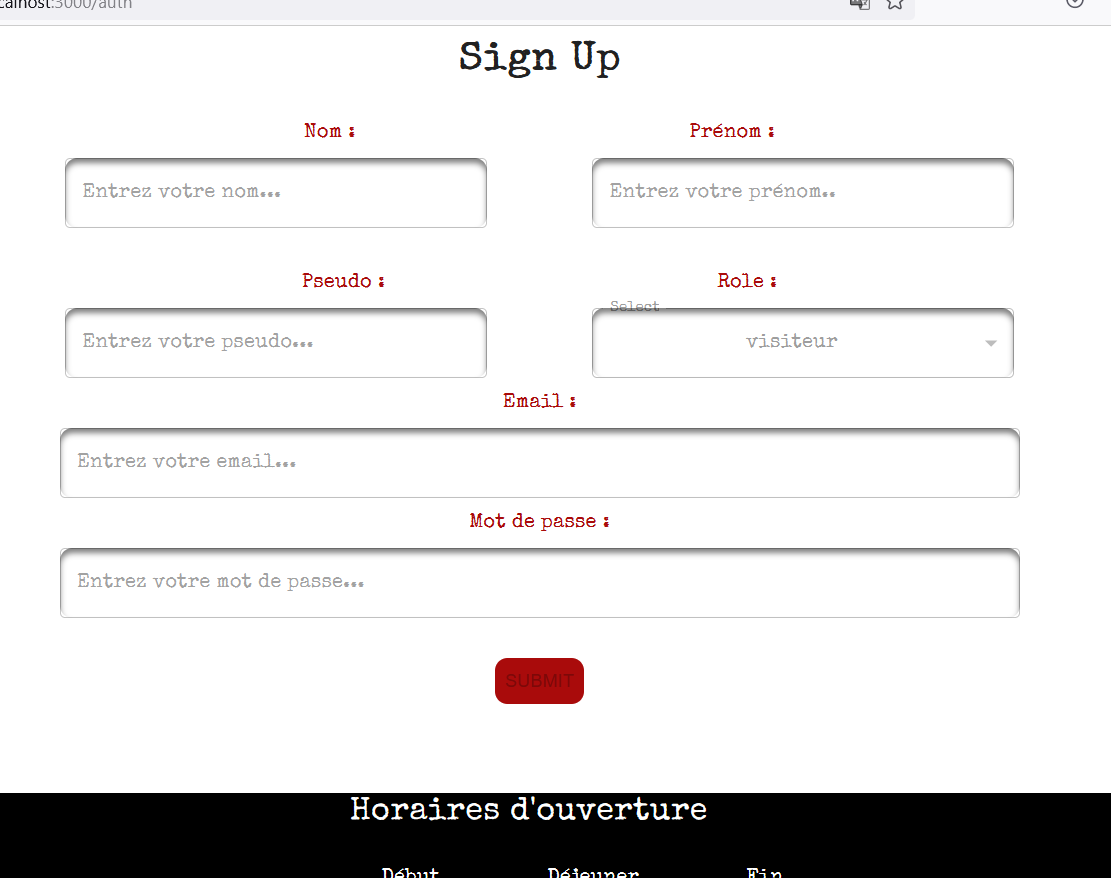 calhost:3000/auth
Sign Up
Nom :
Prénom :
Entrez votre nom...
Entrez votre prénom..
Pseudo :
Role :
Select
Entrez votre pseudo...
visiteur
Email :
Entrez votre email...
Mot de passe :
Entrez votre mot de passe...
SUBMIT
Horaires d'ouverture
Début Déjeuner Fin